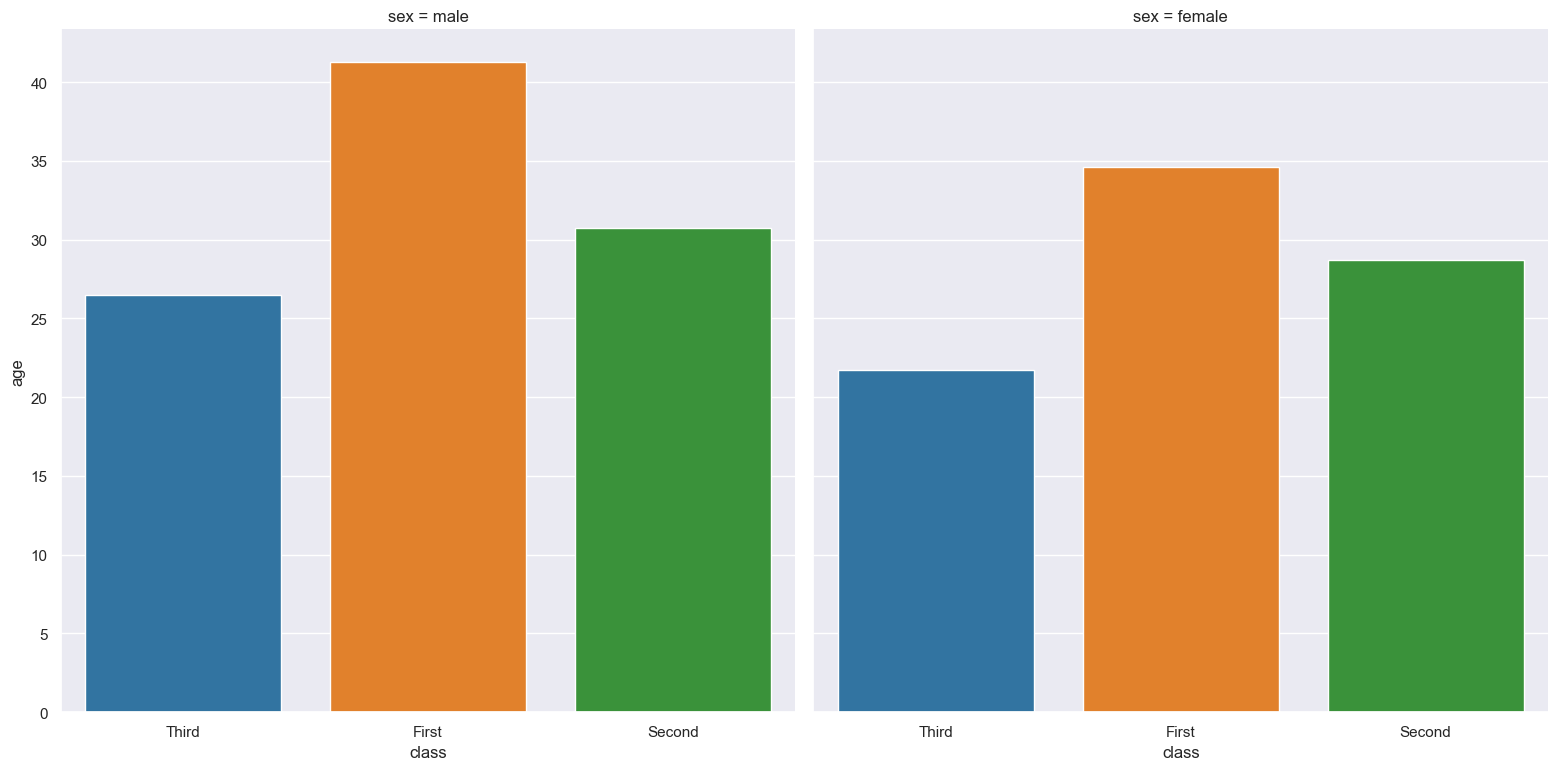 sex = male
sex = female
age
40
35
30
25
20
15
10
5
0
Third First Second
class
Third First Second
class